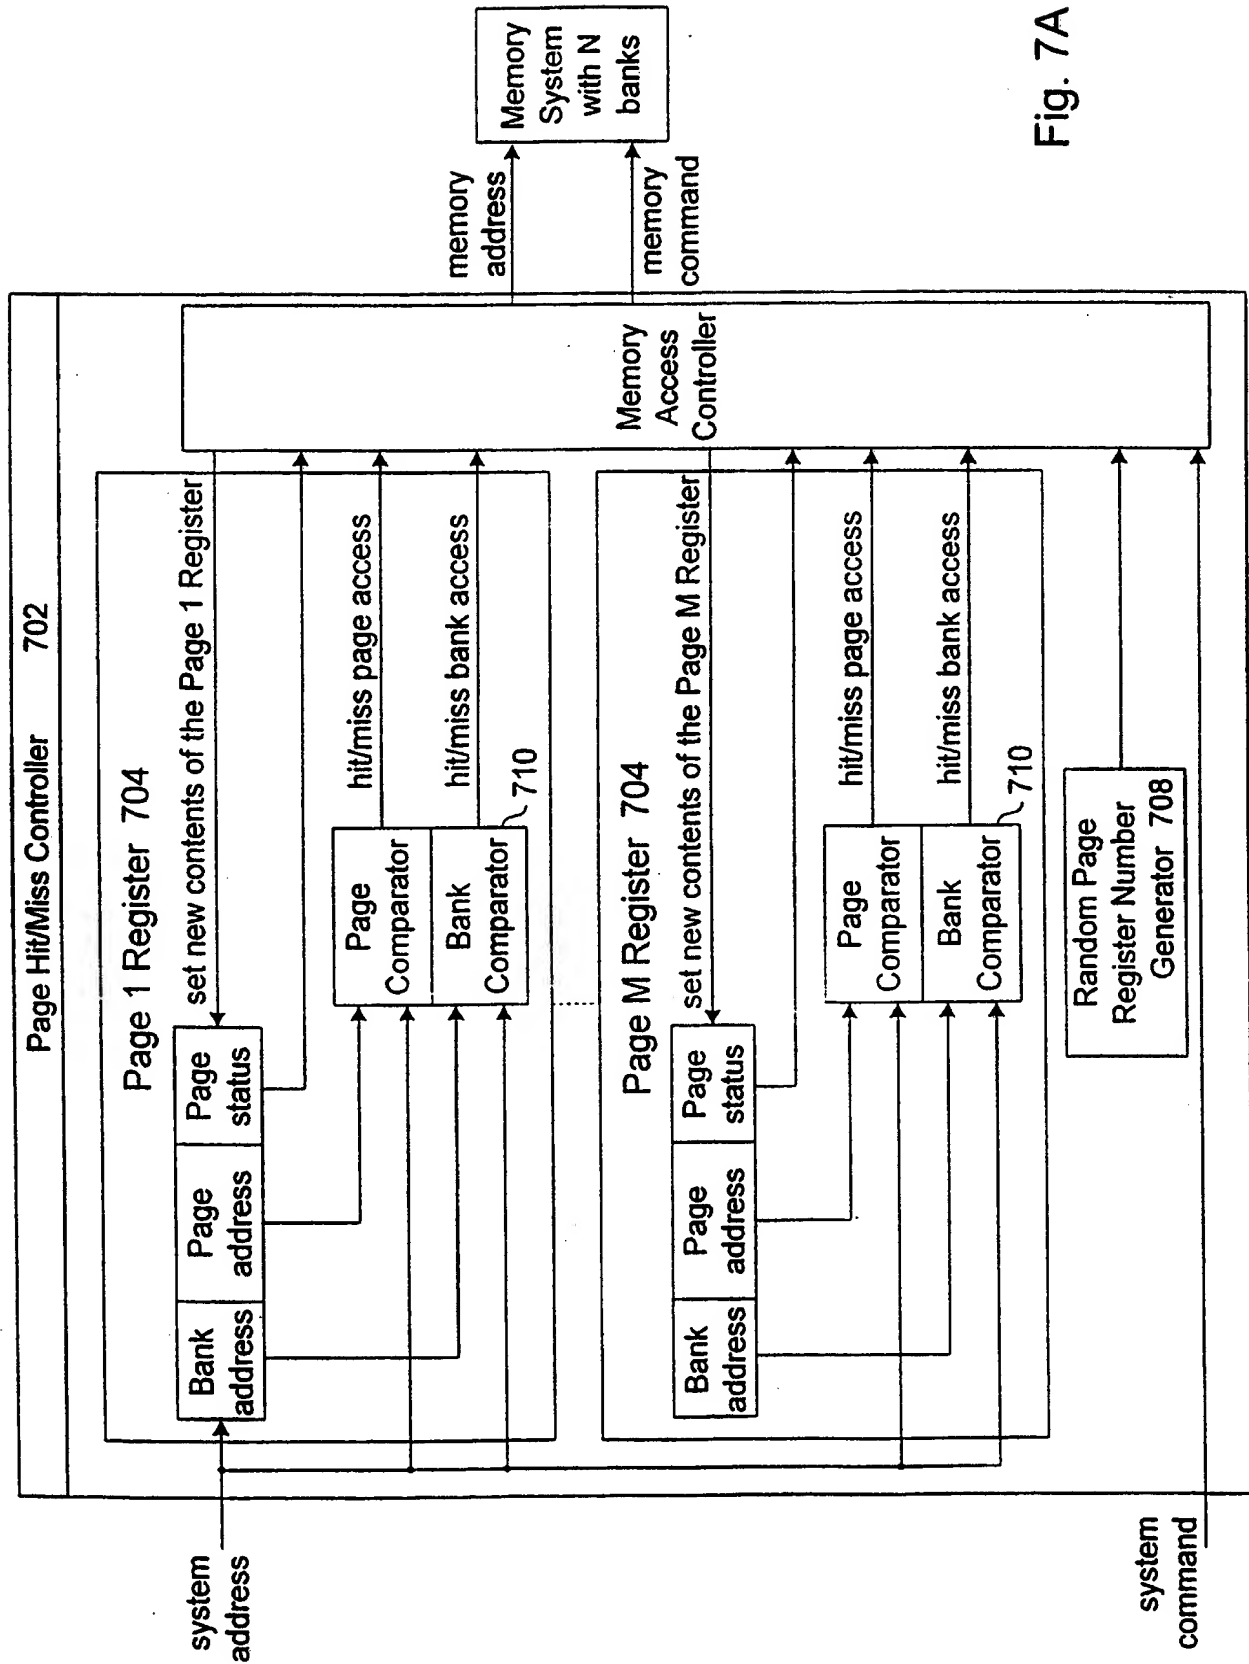 Page Hit/Miss Controller 702
Page 1 Register 704
set new contents of the Page 1 Register
Bank
address
Page
address
Page
status
Page
Comparator
Bank
Comparator
710
hit/miss page access
hit/miss bank access
Page M Register 704
set new contents of the Page M Register
Bank
address
Page
address
Page
status
Page
Comparator
Bank
Comparator
710
hit/miss page access
hit/miss bank access
Random Page
Register Number
Generator 708
Memory
Access
Controller
system
address
system
command
memory
address
memory
command
Memory
System
with N
banks
Fig. 7A